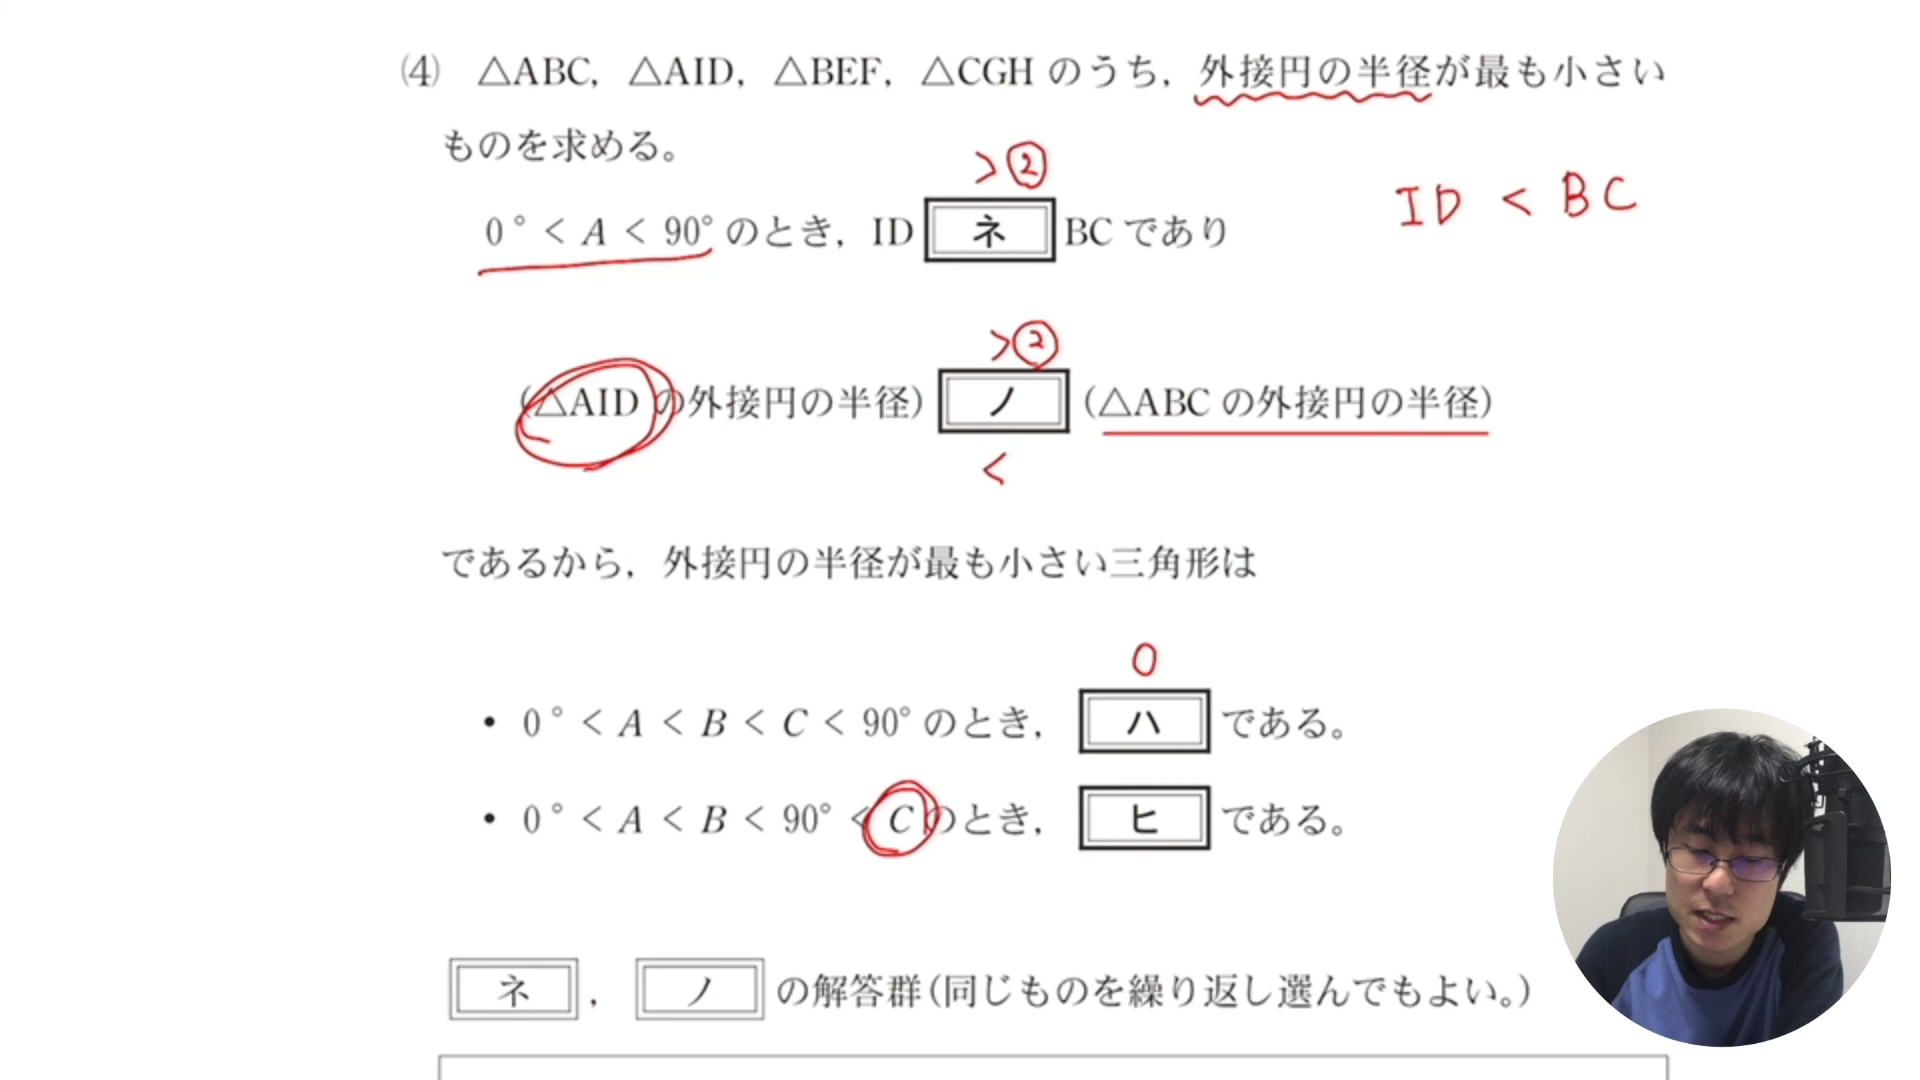 (4) △ABC, △AID, △BEF, △CGH のうち, 外接円の半径が最も小さい
ものを求める。
> ②
ID < BC
0° < A < 90° のとき, ID ネ BC であり
> ②
(△AID の外接円の半径) ノ (△ABC の外接円の半径)
<
であるから, 外接円の半径が最も小さい三角形は
0
• 0° < A < B < C < 90° のとき, ハ である。
• 0° < A < B < 90° < C のとき, ヒ である。
ネ , ノ の解答群(同じものを繰り返し選んでもよい。)